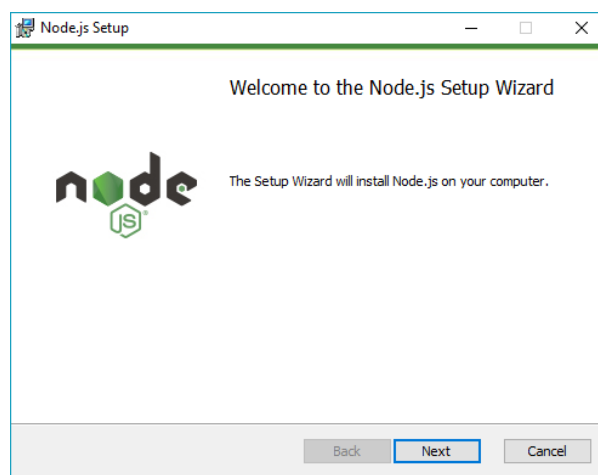 Node.js Setup
Welcome to the Node.js Setup Wizard
node
JS
The Setup Wizard will install Node.js on your computer.
Back Next Cancel